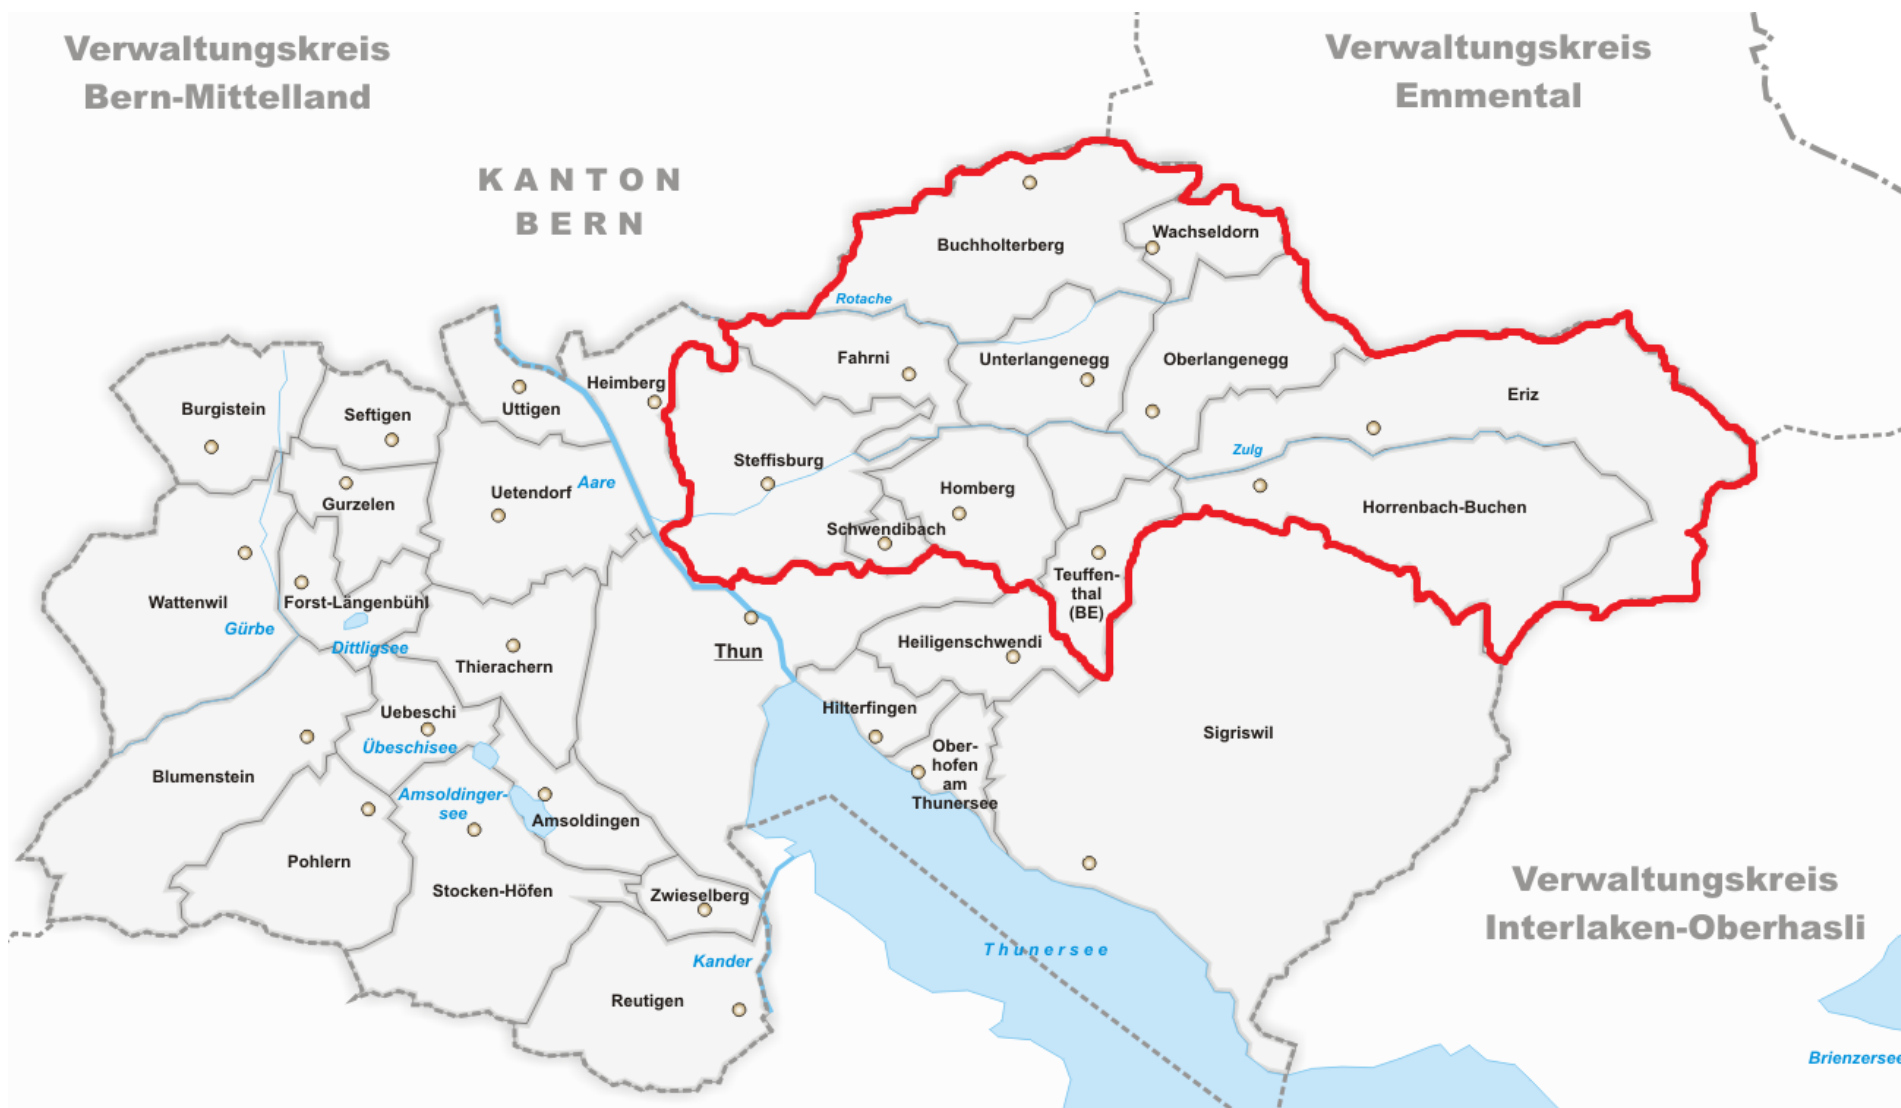 Verwaltungskreis
Bern-Mittelland
Verwaltungskreis
Emmental
KANTON
BERN
Buchholterberg
Wachseldorn
Rotache
Fahrni
Unterlangenegg
Oberlangenegg
Heimberg
Eriz
Burgistein
Seftigen
Uttigen
Steffisburg
Zulg
Aare
Uetendorf
Gurzelen
Homberg
Horrenbach-Buchen
Schwendibach
Teuffen-
thal
(BE)
Wattenwil
Forst-Längenbühl
Gürbe
Dittligsee
Thierachern
Thun
Heiligenschwendi
Uebeschi
Übeschisee
Hilterfingen
Sigriswil
Ober-
hofen
am
Thunersee
Blumenstein
Amsoldinger-
see
Amsoldingen
Pohlern
Stocken-Höfen
Zwieselberg
Verwaltungskreis
Interlaken-Oberhasli
Thunersee
Kander
Reutigen
Brienzersee